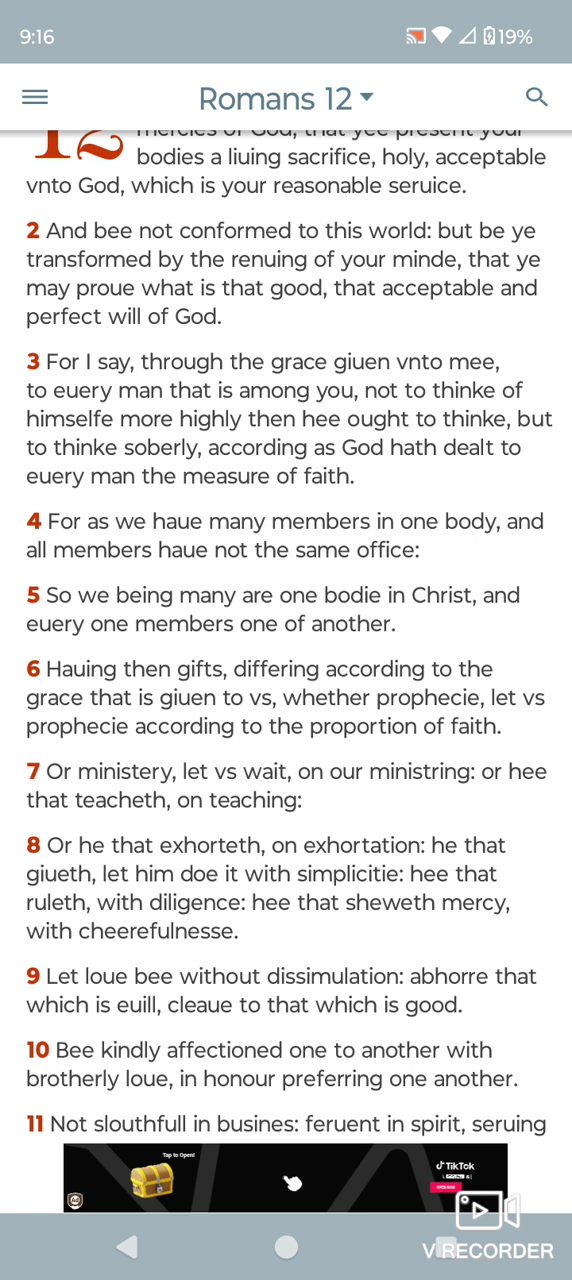 9:16
19%
Romans 12
12 mercies of God, that yee present your
bodies a liuing sacrifice, holy, acceptable
vnto God, which is your reasonable seruice.
2 And bee not conformed to this world: but be ye
transformed by the renuing of your minde, that ye
may proue what is that good, that acceptable and
perfect will of God.
3 For I say, through the grace giuen vnto mee,
to euery man that is among you, not to thinke of
himselfe more highly then hee ought to thinke, but
to thinke soberly, according as God hath dealt to
euery man the measure of faith.
4 For as we haue many members in one body, and
all members haue not the same office:
5 So we being many are one bodie in Christ, and
euery one members one of another.
6 Hauing then gifts, differing according to the
grace that is giuen to vs, whether prophecie, let vs
prophecie according to the proportion of faith.
7 Or ministery, let vs wait, on our ministring: or hee
that teacheth, on teaching:
8 Or he that exhorteth, on exhortation: he that
giueth, let him doe it with simplicitie: hee that
ruleth, with diligence: hee that sheweth mercy,
with cheerefulnesse.
9 Let loue bee without dissimulation: abhorre that
which is euill, cleaue to that which is good.
10 Bee kindly affectioned one to another with
brotherly loue, in honour preferring one another.
11 Not slouthfull in busines: feruent in spirit, seruing
Tap to Open!
TikTok
Ad
V RECORDER